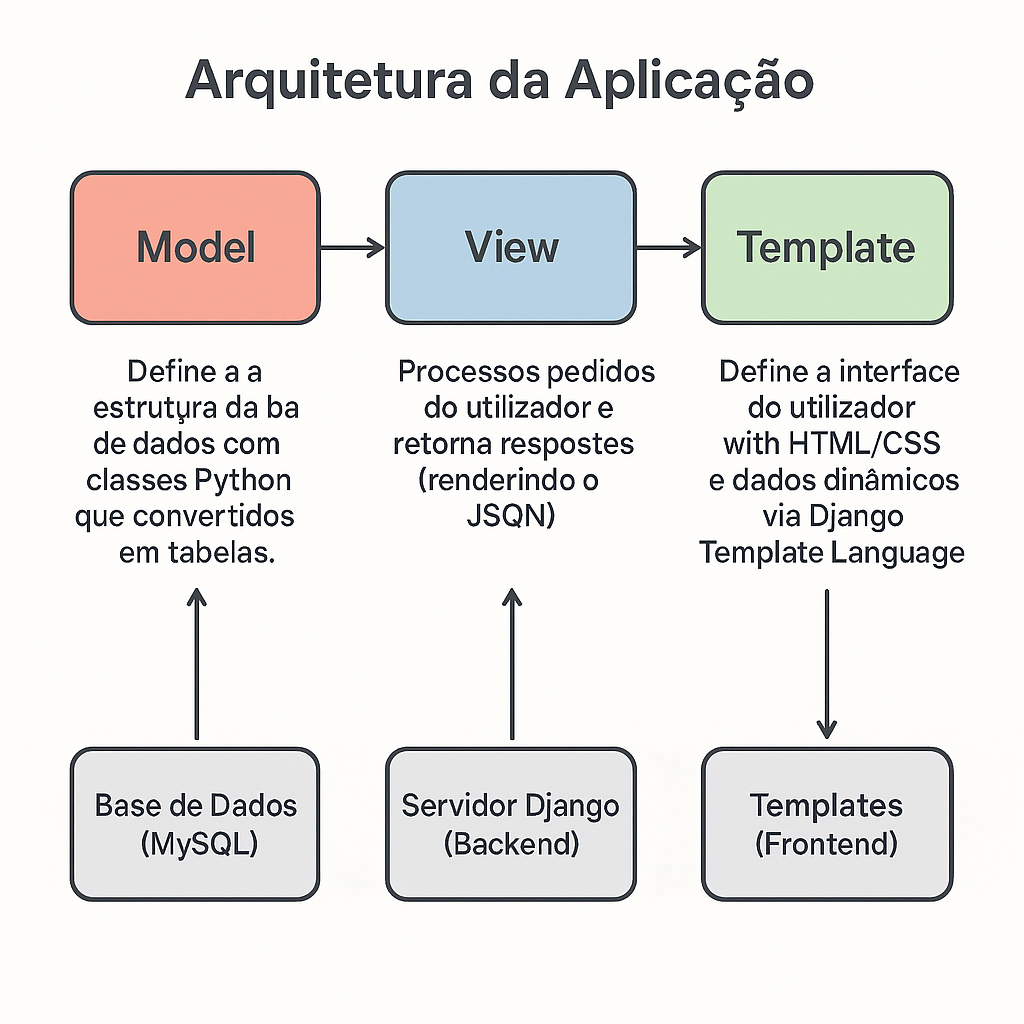 Arquitetura da Aplicação
Model
View
Template
Define a a
estrutura da ba
de dados com
classes Python
que convertidos
em tabelas.
Processos pedidos
do utilizador e
retorna respostes
(renderindo o
JSQN)
Define a interface
do utilizador
with HTML/CSS
e dados dinâmicos
via Django
Template Language
Base de Dados
(MySQL)
Servidor Django
(Backend)
Templates
(Frontend)